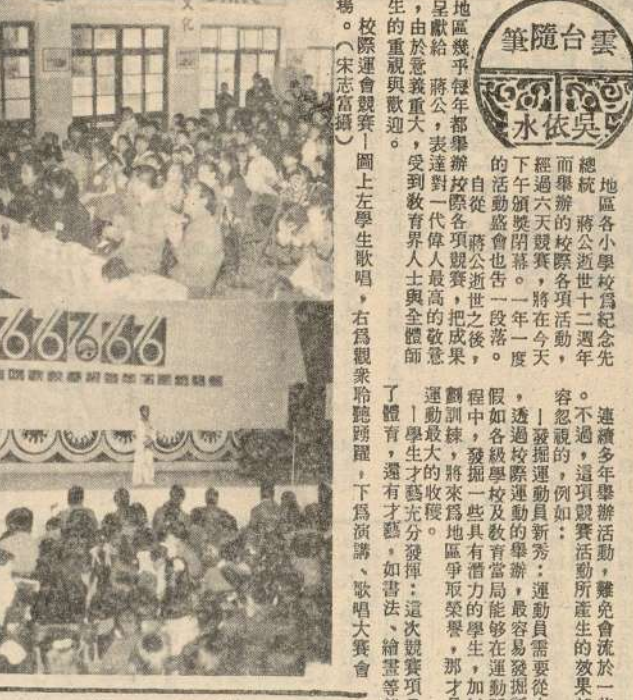 雲台隨筆
吳依水
地區各小學校爲紀念先
總統　蔣公逝世十二週年
而舉辦的校際各項活動，
經過六天競賽，將在今天
下午頒獎閉幕。一年一度
的活動盛會也告一段落。
自從　蔣公逝世之後，
地區幾乎每年都舉辦校際各項競賽，把成果
呈獻給　蔣公，表達對一代偉人最高的敬意
，由於意義重大，受到教育界人士與全體師
生的重視與歡迎。
連續多年舉辦活動，難免會流於一
。不過，這項競賽活動所產生的效果
容忽視的，例如：
—發掘運動員新秀：運動員需要從
，透過校際運動的舉辦，最容易發掘
假如各級學校及教育當局能够在運動
程中，發掘一些具有潛力的學生，加
劃訓練，將來爲地區爭取榮譽，那才
運動最大的收穫。
—學生才藝充分發揮：這次競賽項
了體育，還有才藝，如書法、繪畫等
校際運會競賽—圖上左學生歌唱，右爲觀衆聆聽踴躍，下爲演講、歌唱大賽會
場。（宋志富攝）
文化